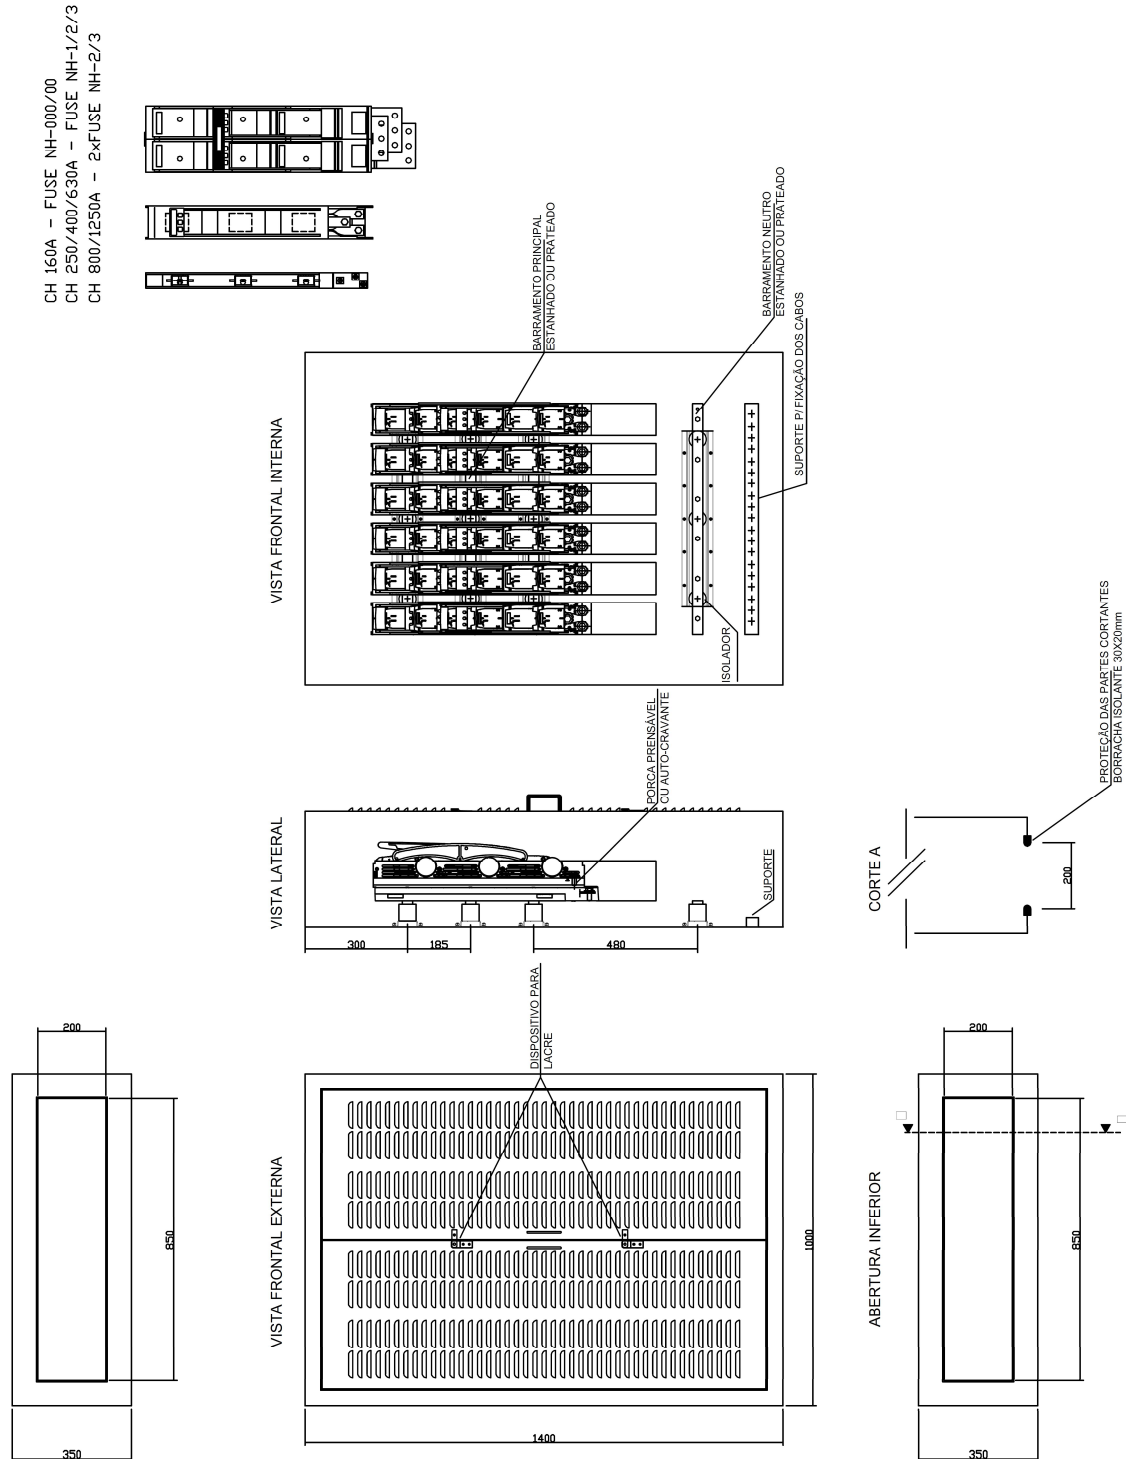 CH 160A - FUSE NH-000/00
CH 250/400/630A - FUSE NH-1/2/3
CH 800/1250A - 2xFUSE NH-2/3
VISTA FRONTAL INTERNA
BARRAMENTO PRINCIPAL
ESTANHADO OU PRATEADO
BARRAMENTO NEUTRO
ESTANHADO OU PRATEADO
SUPORTE P/ FIXAÇÃO DOS CABOS
ISOLADOR
VISTA LATERAL
PORCA PRENSÁVEL
CU AUTO-CRAVANTE
SUPORTE
300
185
480
CORTE A
200
PROTEÇÃO DAS PARTES CORTANTES
BORRACHA ISOLANTE 30X20mm
200
850
350
VISTA FRONTAL EXTERNA
DISPOSITIVO PARA
LACRE
1000
1400
ABERTURA INFERIOR
200
850
350